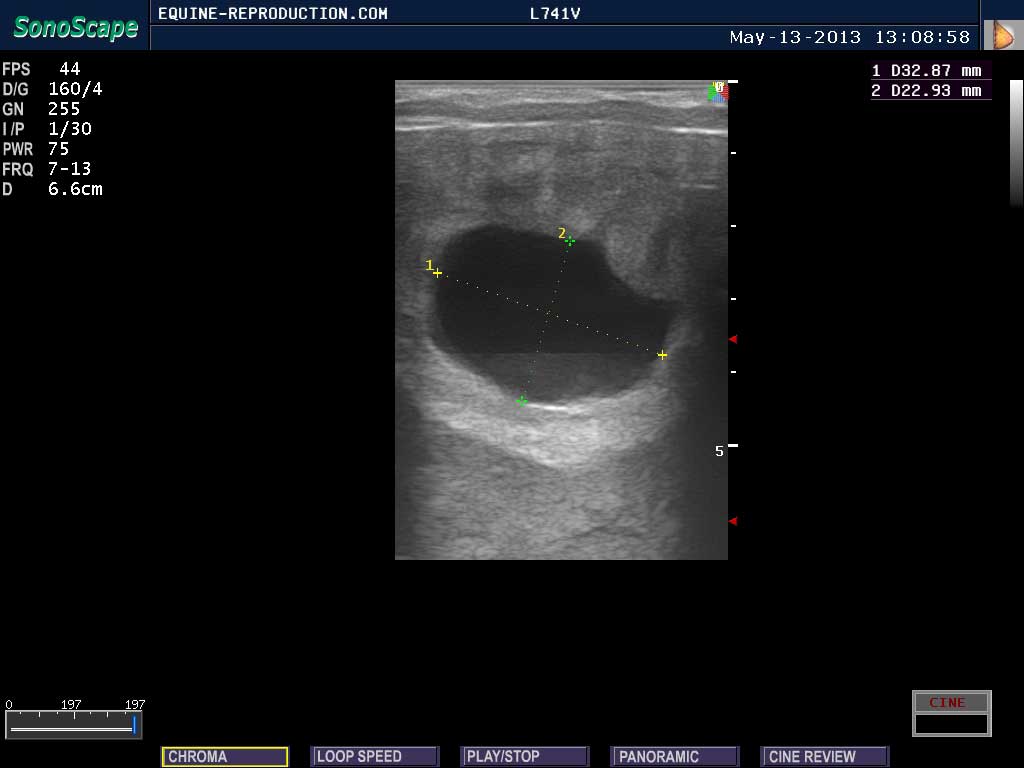 SonoScape
EQUINE-REPRODUCTION.COM L741V
May-13-2013 13:08:58
FPS 44
D/G 160/4
GN 255
I/P 1/30
PWR 75
FRQ 7-13
D 6.6cm
1 D32.87 mm
2 D22.93 mm
2
1
5
0 197 197
CINE
CHROMA LOOP SPEED PLAY/STOP PANORAMIC CINE REVIEW